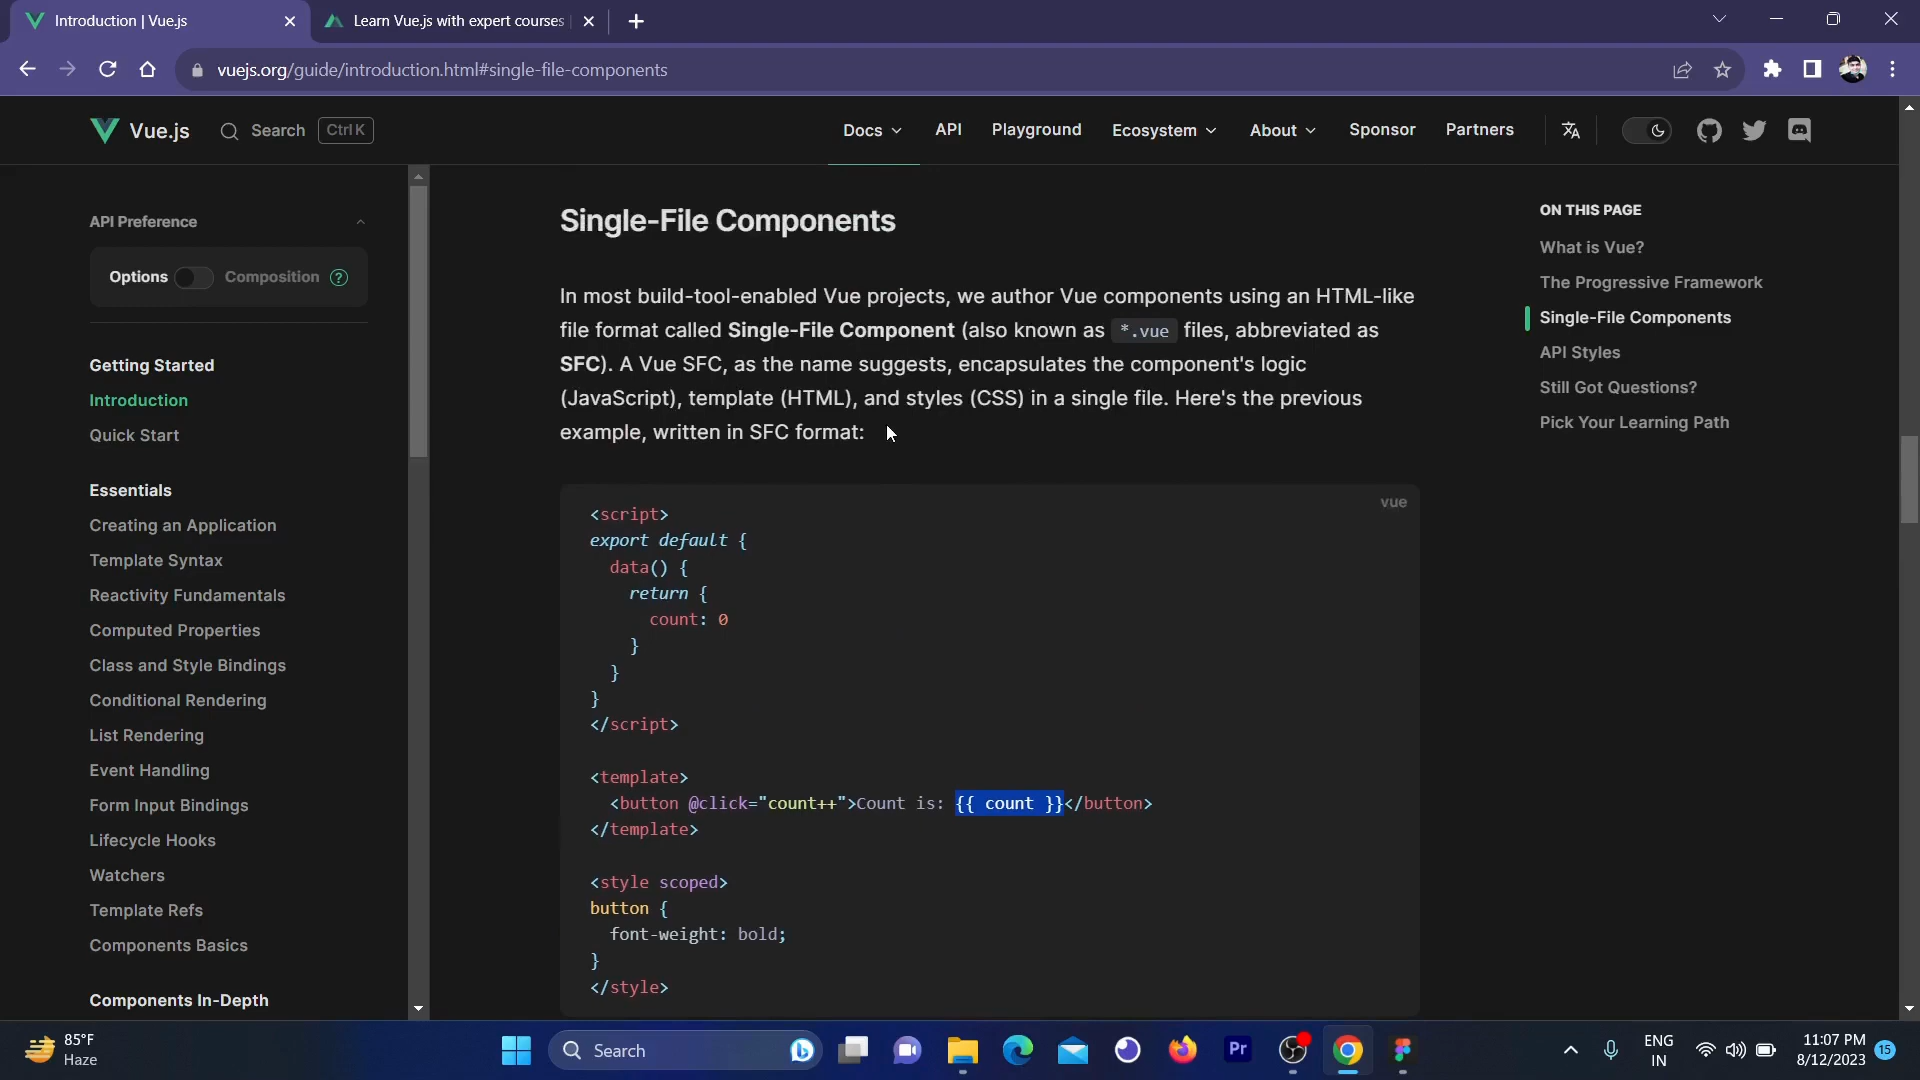 Introduction | Vue.js
Learn Vue.js with expert courses
vuejs.org/guide/introduction.html#single-file-components
Vue.js
Search
Ctrl K
Docs
API
Playground
Ecosystem
About
Sponsor
Partners
API Preference
Options
Composition
?
Getting Started
Introduction
Quick Start
Essentials
Creating an Application
Template Syntax
Reactivity Fundamentals
Computed Properties
Class and Style Bindings
Conditional Rendering
List Rendering
Event Handling
Form Input Bindings
Lifecycle Hooks
Watchers
Template Refs
Components Basics
Components In-Depth
Single-File Components
In most build-tool-enabled Vue projects, we author Vue components using an HTML-like
file format called Single-File Component (also known as *.vue files, abbreviated as
SFC). A Vue SFC, as the name suggests, encapsulates the component's logic
(JavaScript), template (HTML), and styles (CSS) in a single file. Here's the previous
example, written in SFC format:
vue
<script>
export default {
  data() {
    return {
      count: 0
    }
  }
}
</script>
<template>
  <button @click="count++">Count is: {{ count }}</button>
</template>
<style scoped>
button {
  font-weight: bold;
}
</style>
ON THIS PAGE
What is Vue?
The Progressive Framework
Single-File Components
API Styles
Still Got Questions?
Pick Your Learning Path
85°F
Haze
Search
Pr
ENG
IN
11:07 PM
8/12/2023
15